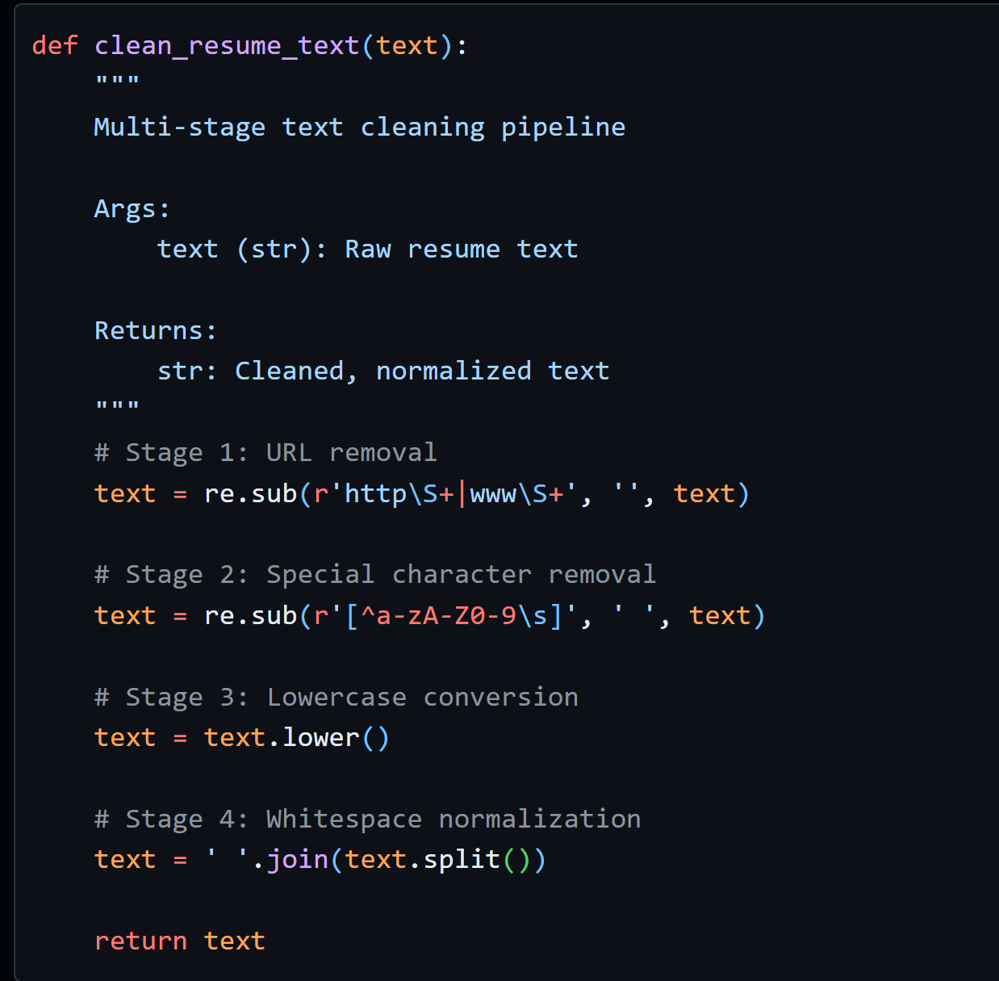 def clean_resume_text(text):
    """
    Multi-stage text cleaning pipeline

    Args:
        text (str): Raw resume text

    Returns:
        str: Cleaned, normalized text
    """
    # Stage 1: URL removal
    text = re.sub(r'http\S+|www\S+', '', text)

    # Stage 2: Special character removal
    text = re.sub(r'[^a-zA-Z0-9\s]', ' ', text)

    # Stage 3: Lowercase conversion
    text = text.lower()

    # Stage 4: Whitespace normalization
    text = ' '.join(text.split())

    return text